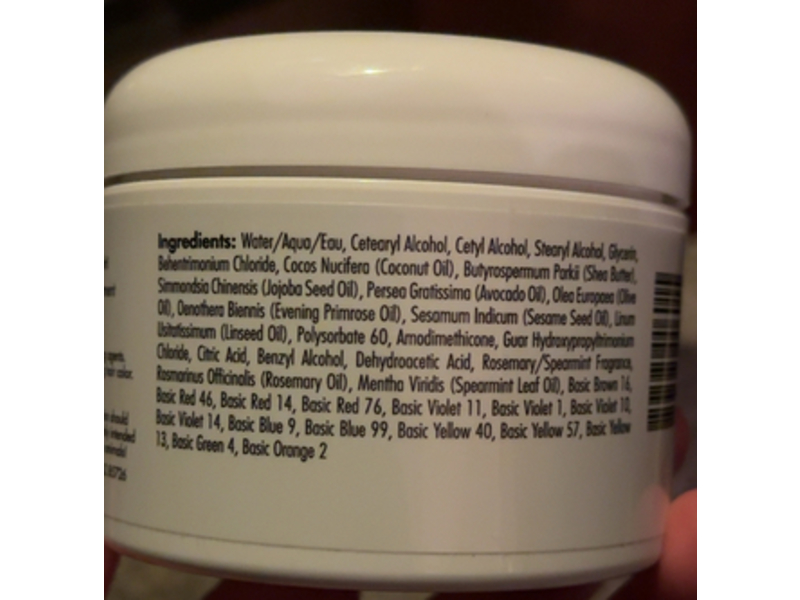 Ingredients: Water/Aqua/Eau, Cetearyl Alcohol, Cetyl Alcohol, Stearyl Alcohol, Glycerin,
Behentrimonium Chloride, Cocos Nucifera (Coconut Oil), Butyrospermum Parkii (Shea Butter),
Simmondsia Chinensis (Jojoba Seed Oil), Persea Gratissima (Avocado Oil), Olea Europaea (Olive
Oil), Oenothera Biennis (Evening Primrose Oil), Sesamum Indicum (Sesame Seed Oil), Linum
Usitatissimum (Linseed Oil), Polysorbate 60, Amodimethicone, Guar Hydroxypropyltrimonium
Chloride, Citric Acid, Benzyl Alcohol, Dehydroacetic Acid, Rosemary/Spearmint Fragrance,
Rosmarinus Officinalis (Rosemary Oil), Mentha Viridis (Spearmint Leaf Oil), Basic Brown 16,
Basic Red 46, Basic Red 14, Basic Red 76, Basic Violet 11, Basic Violet 1, Basic Violet 10,
Basic Violet 14, Basic Blue 9, Basic Blue 99, Basic Yellow 40, Basic Yellow 57, Basic Yellow
13, Basic Green 4, Basic Orange 2
agents,
hair color.
should
intended